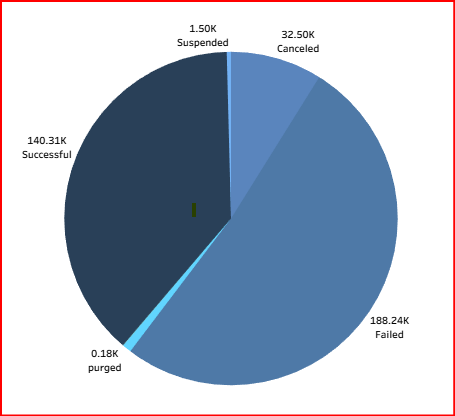 1.50K
Suspended
32.50K
Canceled
140.31K
Successful
188.24K
Failed
0.18K
purged